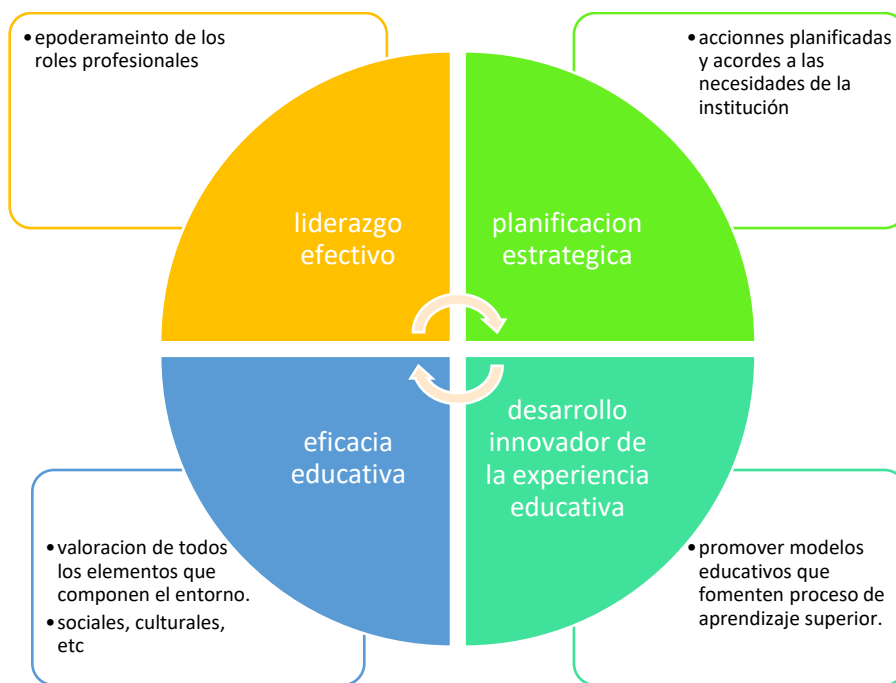 •epoderameinto de los
roles profesionales
•accionnes planificadas
y acordes a las
necesidades de la
institución
liderazgo
efectivo
planificacion
estrategica
eficacia
educativa
desarrollo
innovador de
la experiencia
educativa
•valoracion de todos
los elementos que
componen el entorno.
•sociales, culturales,
etc
•promover modelos
educativos que
fomenten proceso de
aprendizaje superior.